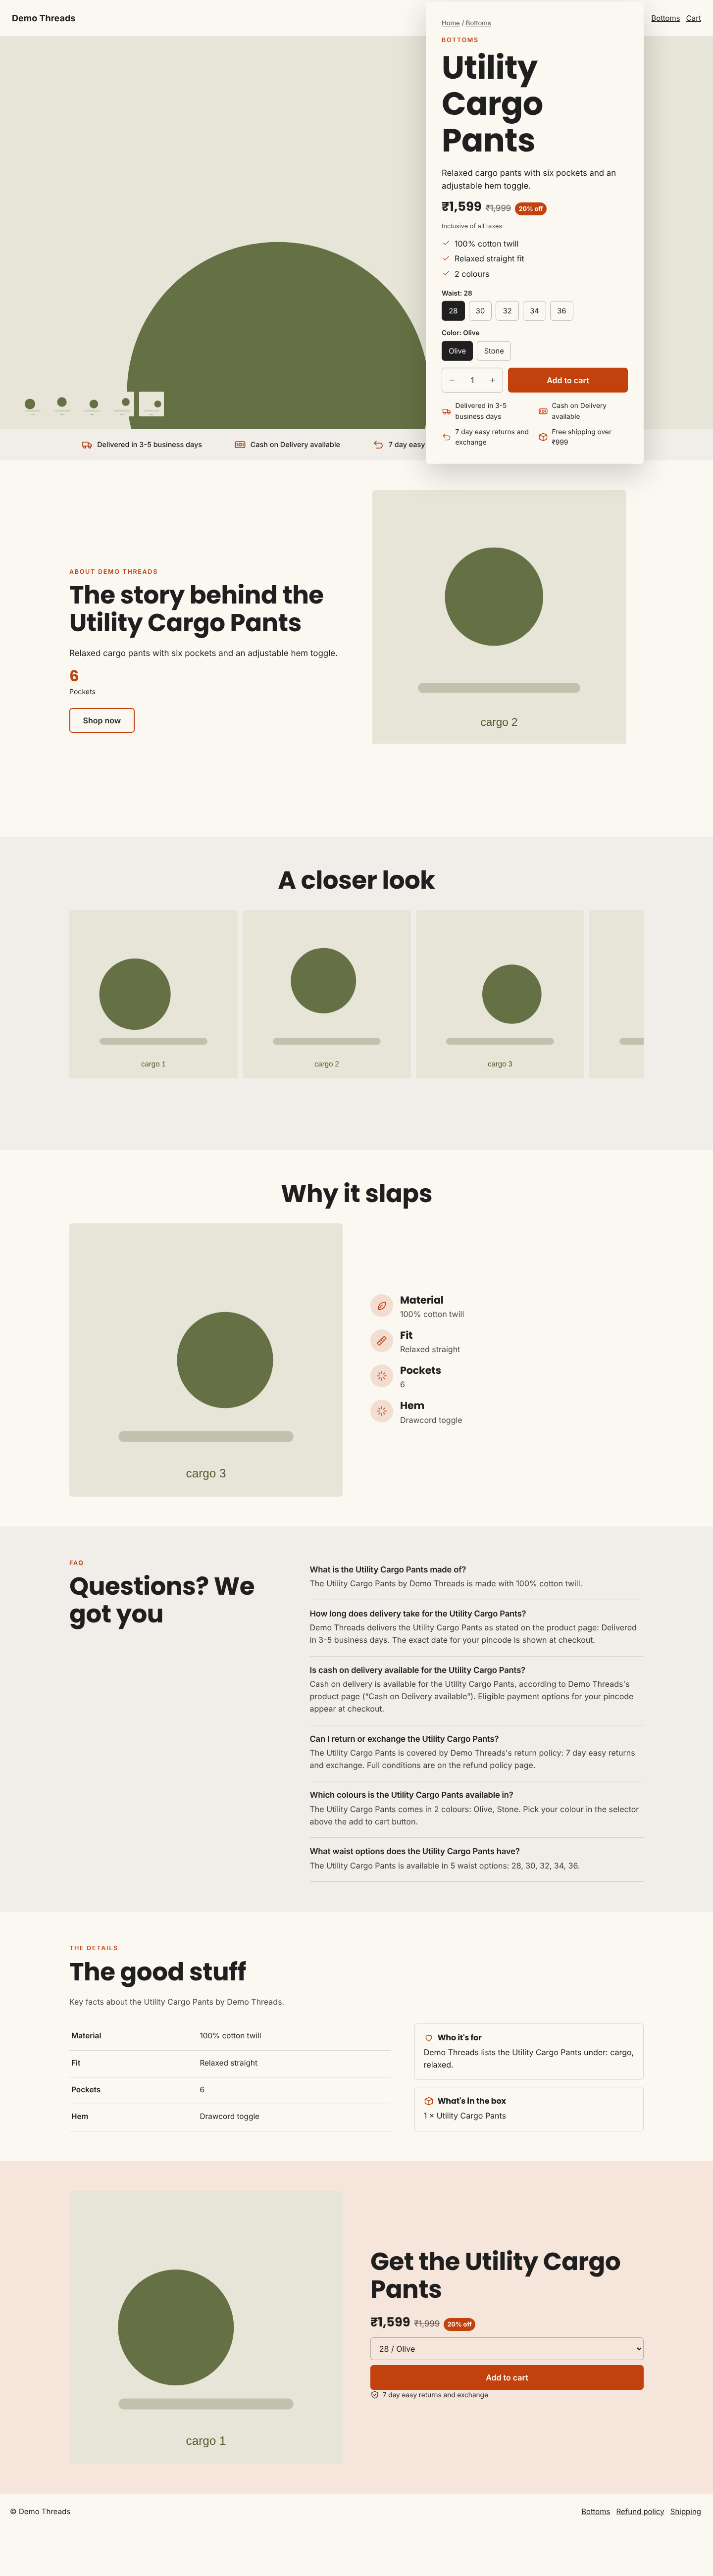 Demo Threads
Bottoms Cart
Home / Bottoms
BOTTOMS
Utility
Cargo
Pants
Relaxed cargo pants with six pockets and an
adjustable hem toggle.
₹1,599 ₹1,999 20% off
Inclusive of all taxes
100% cotton twill
Relaxed straight fit
2 colours
Waist: 28
28 30 32 34 36
Color: Olive
Olive Stone
− 1 + Add to cart
Delivered in 3-5
business days
Cash on Delivery
available
7 day easy returns and
exchange
Free shipping over
₹999
Delivered in 3-5 business days
Cash on Delivery available
7 day easy
ABOUT DEMO THREADS
The story behind the
Utility Cargo Pants
Relaxed cargo pants with six pockets and an adjustable hem toggle.
6
Pockets
Shop now
cargo 2
A closer look
cargo 1
cargo 2
cargo 3
Why it slaps
cargo 3
Material
100% cotton twill
Fit
Relaxed straight
Pockets
6
Hem
Drawcord toggle
FAQ
Questions? We
got you
What is the Utility Cargo Pants made of?
The Utility Cargo Pants by Demo Threads is made with 100% cotton twill.
How long does delivery take for the Utility Cargo Pants?
Demo Threads delivers the Utility Cargo Pants as stated on the product page: Delivered
in 3-5 business days. The exact date for your pincode is shown at checkout.
Is cash on delivery available for the Utility Cargo Pants?
Cash on delivery is available for the Utility Cargo Pants, according to Demo Threads's
product page ("Cash on Delivery available"). Eligible payment options for your pincode
appear at checkout.
Can I return or exchange the Utility Cargo Pants?
The Utility Cargo Pants is covered by Demo Threads's return policy: 7 day easy returns
and exchange. Full conditions are on the refund policy page.
Which colours is the Utility Cargo Pants available in?
The Utility Cargo Pants comes in 2 colours: Olive, Stone. Pick your colour in the selector
above the add to cart button.
What waist options does the Utility Cargo Pants have?
The Utility Cargo Pants is available in 5 waist options: 28, 30, 32, 34, 36.
THE DETAILS
The good stuff
Key facts about the Utility Cargo Pants by Demo Threads.
Material 100% cotton twill
Fit Relaxed straight
Pockets 6
Hem Drawcord toggle
Who it's for
Demo Threads lists the Utility Cargo Pants under: cargo,
relaxed.
What's in the box
1 × Utility Cargo Pants
cargo 1
Get the Utility Cargo
Pants
₹1,599 ₹1,999 20% off
28 / Olive
Add to cart
7 day easy returns and exchange
© Demo Threads
Bottoms Refund policy Shipping